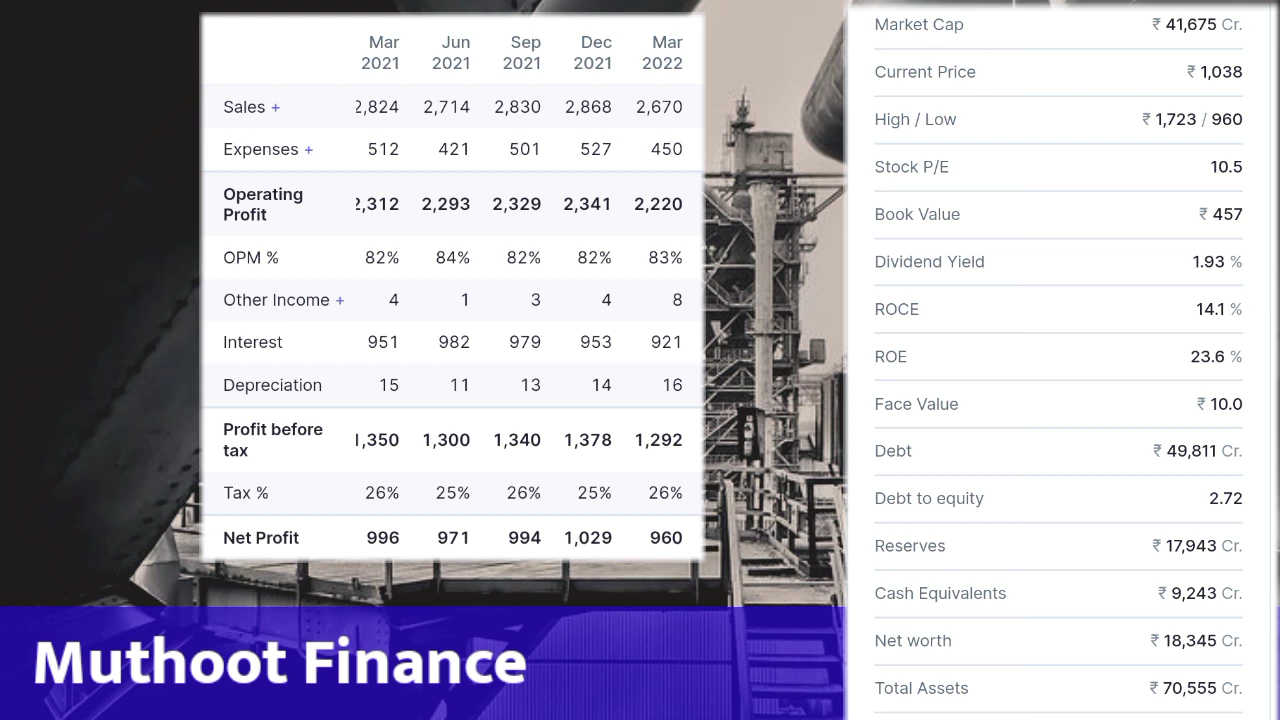 Mar Jun Sep Dec Mar
2021 2021 2021 2021 2022
Sales + 2,824 2,714 2,830 2,868 2,670
Expenses + 512 421 501 527 450
Operating
Profit 2,312 2,293 2,329 2,341 2,220
OPM % 82% 84% 82% 82% 83%
Other Income + 4 1 3 4 8
Interest 951 982 979 953 921
Depreciation 15 11 13 14 16
Profit before
tax 1,350 1,300 1,340 1,378 1,292
Tax % 26% 25% 26% 25% 26%
Net Profit 996 971 994 1,029 960
Market Cap ₹ 41,675 Cr.
Current Price ₹ 1,038
High / Low ₹ 1,723 / 960
Stock P/E 10.5
Book Value ₹ 457
Dividend Yield 1.93 %
ROCE 14.1 %
ROE 23.6 %
Face Value ₹ 10.0
Debt ₹ 49,811 Cr.
Debt to equity 2.72
Reserves ₹ 17,943 Cr.
Cash Equivalents ₹ 9,243 Cr.
Net worth ₹ 18,345 Cr.
Total Assets ₹ 70,555 Cr.
Muthoot Finance